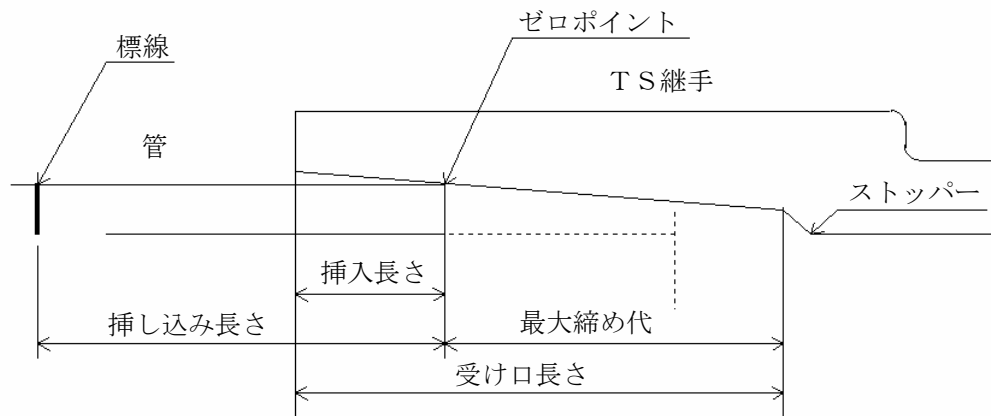 ゼロポイント
標線
TS継手
管
ストッパー
挿入長さ
挿し込み長さ
最大締め代
受け口長さ